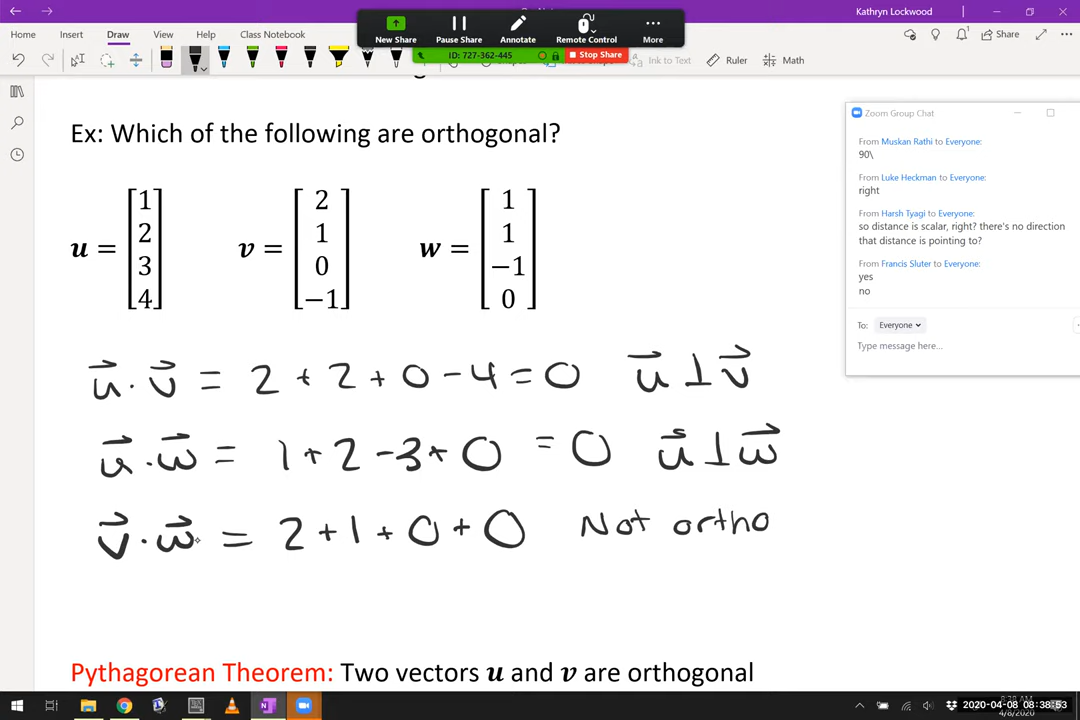 Kathryn Lockwood
Home Insert Draw View Help Class Notebook
New Share Pause Share Annotate Remote Control More
Share
ID: 727-362-445 Stop Share
Ink to Text Ruler Math
Ex: Which of the following are orthogonal?
u = [1 2 3 4] v = [2 1 0 −1] w = [1 1 −1 0]
u⃗ · v⃗ = 2 + 2 + 0 − 4 = 0 u⃗ ⊥ v⃗
u⃗ · w⃗ = 1 + 2 − 3 + 0 = 0 u⃗ ⊥ w⃗
v⃗ · w⃗ = 2 + 1 + 0 + 0 Not ortho
Pythagorean Theorem: Two vectors u and v are orthogonal
Zoom Group Chat
From Muskan Rathi to Everyone:
90\
From Luke Heckman to Everyone:
right
From Harsh Tyagi to Everyone:
so distance is scalar, right? there's no direction
that distance is pointing to?
From Francis Sluter to Everyone:
yes
no
To: Everyone
Type message here...
2020-04-08 08:38:53
4/8/2020